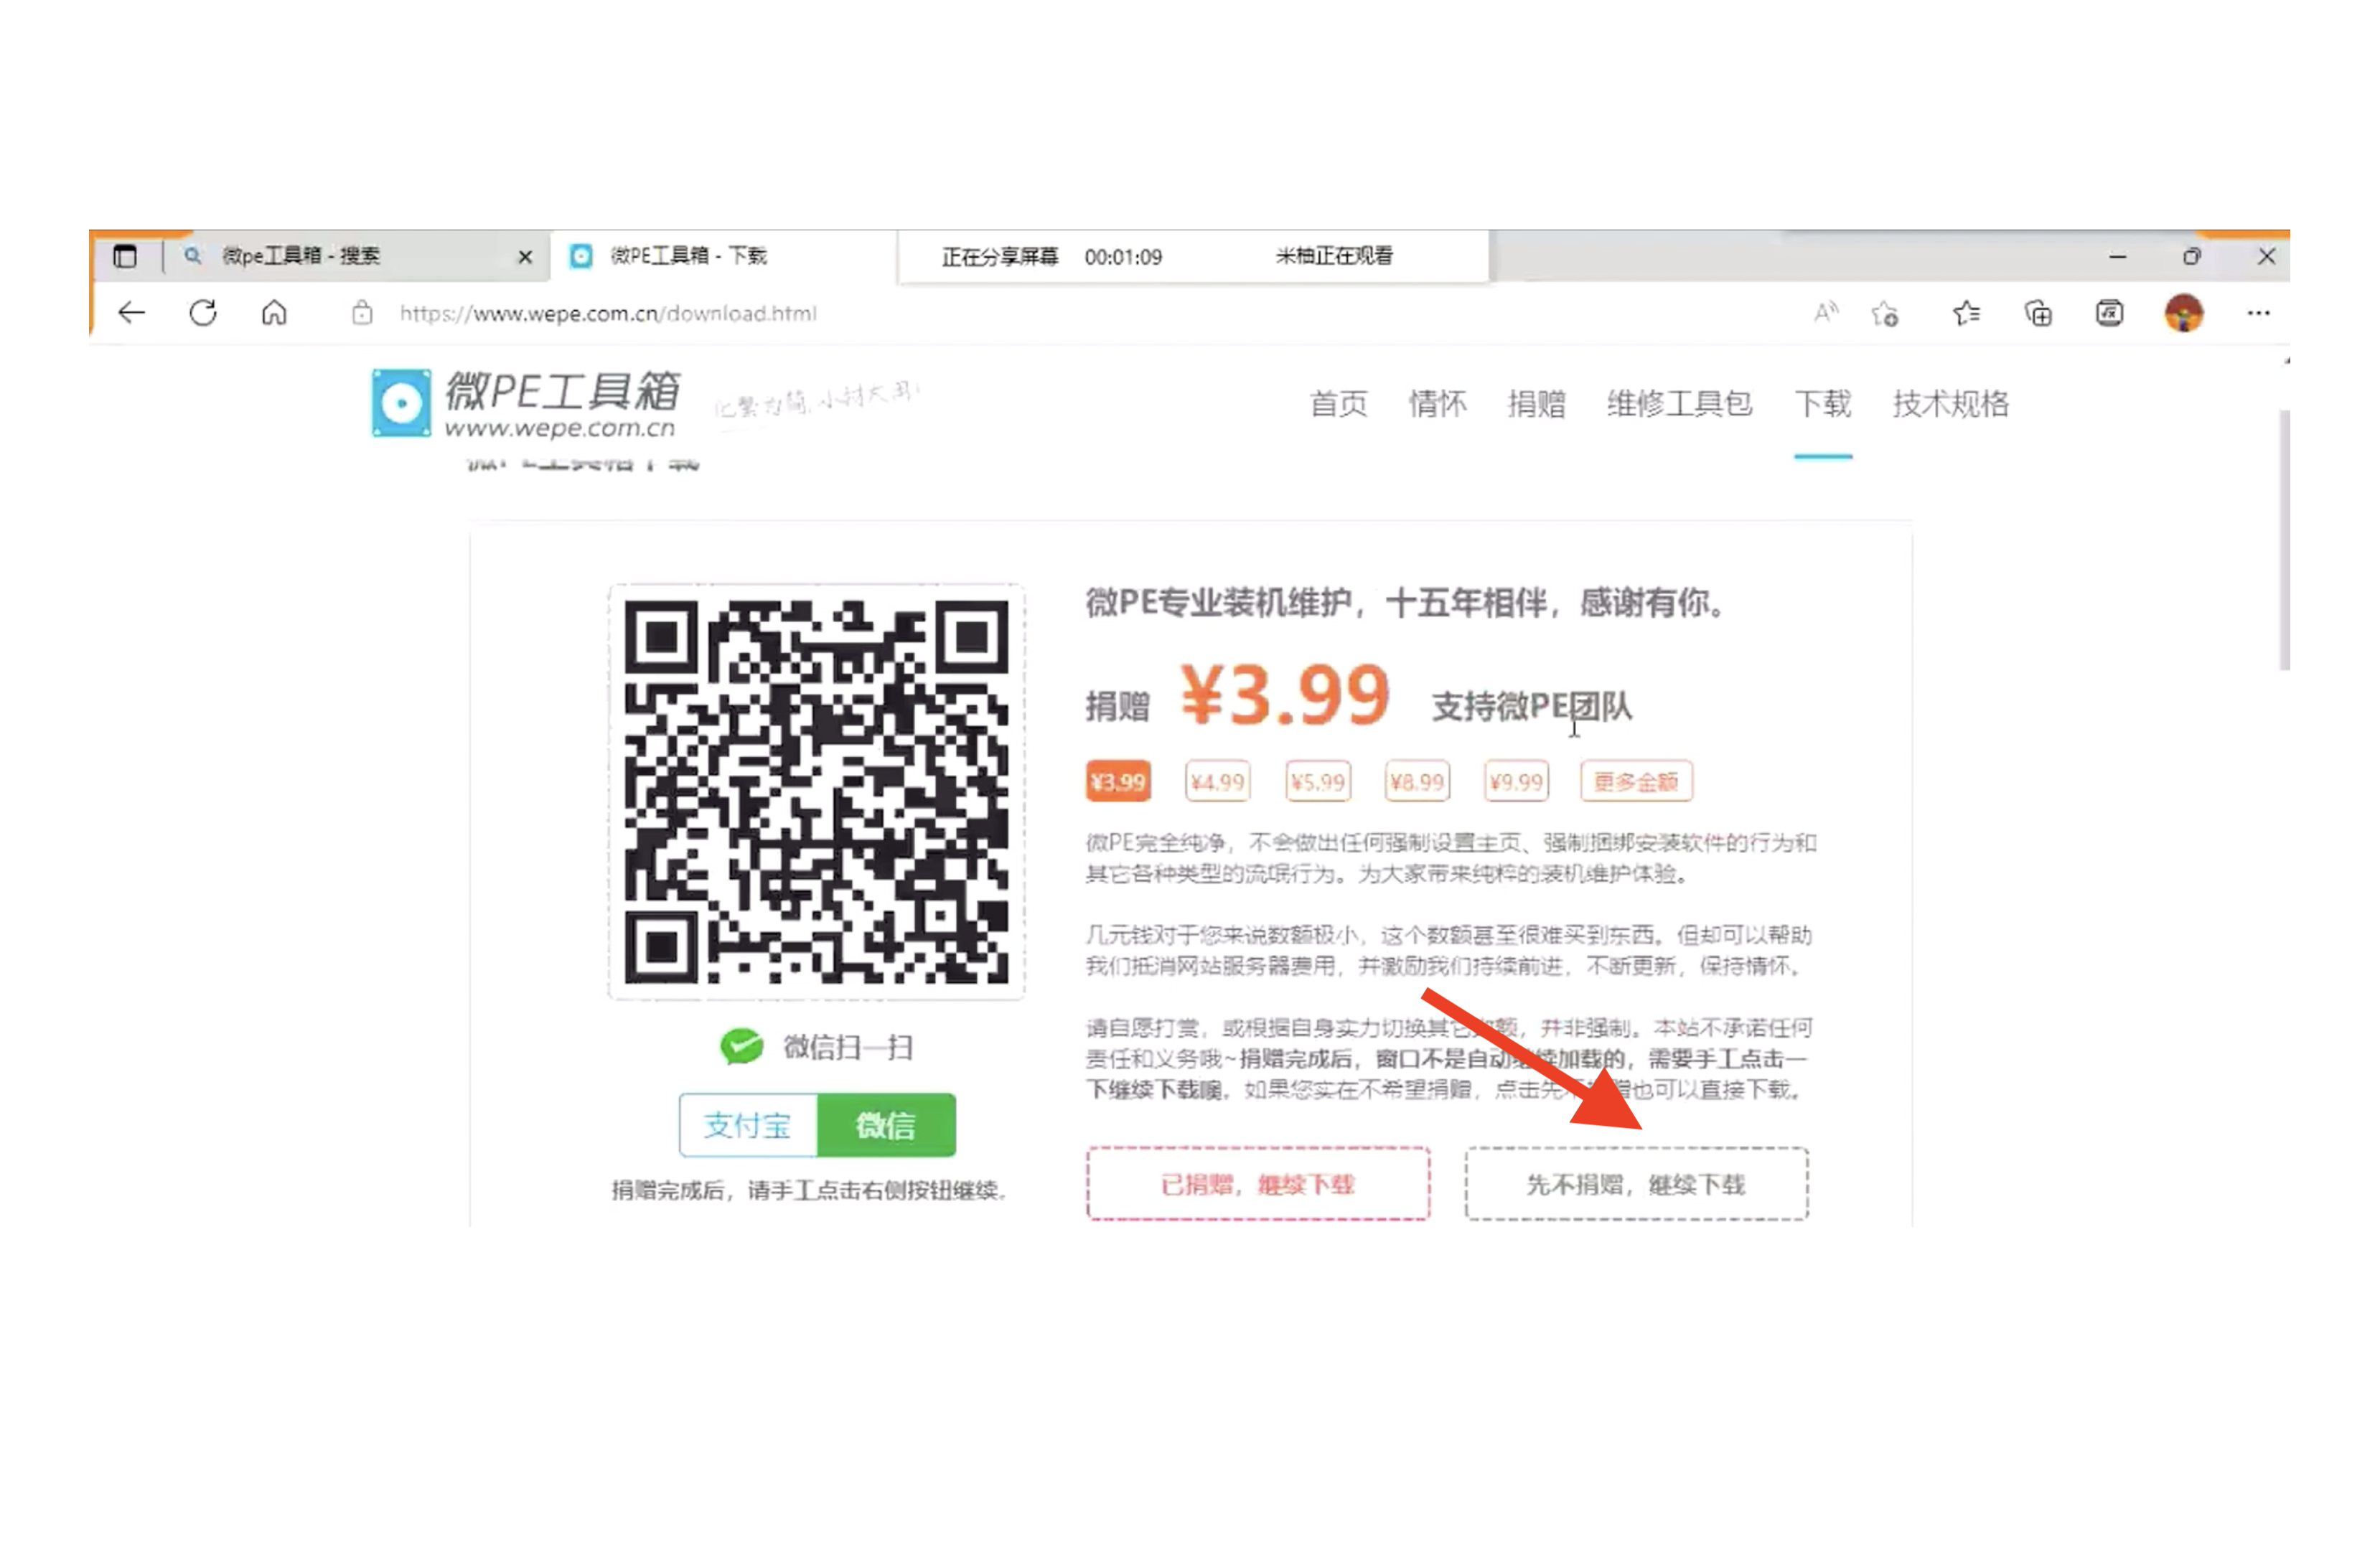 微pe工具箱 - 搜索
微PE工具箱 - 下载
正在分享屏幕 00:01:09 米柚正在观看
https://www.wepe.com.cn/download.html
微PE工具箱
www.wepe.com.cn
化繁为简,小材大用!
首页 情怀 捐赠 维修工具包 下载 技术规格
微PE工具箱下载
微PE专业装机维护，十五年相伴，感谢有你。
捐赠 ¥3.99 支持微PE团队
¥3.99 ¥4.99 ¥5.99 ¥8.99 ¥9.99 更多金额
微PE完全纯净，不会做出任何强制设置主页、强制捆绑安装软件的行为和
其它各种类型的流氓行为。为大家带来纯粹的装机维护体验。
几元钱对于您来说数额极小，这个数额甚至很难买到东西。但却可以帮助
我们抵消网站服务器费用，并激励我们持续前进，不断更新，保持情怀。
请自愿打赏，或根据自身实力切换其它数额，并非强制。本站不承诺任何
责任和义务哦~捐赠完成后，窗口不是自动继续加载的，需要手工点击一
下继续下载噢。如果您实在不希望捐赠，点击先不捐赠也可以直接下载。
微信扫一扫
支付宝 微信
捐赠完成后，请手工点击右侧按钮继续。
已捐赠，继续下载 先不捐赠，继续下载